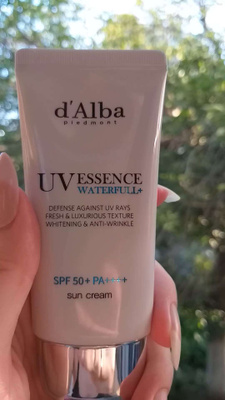 d'Alba
piedmont
UV ESSENCE
WATERFULL+
DEFENSE AGAINST UV RAYS
FRESH & LUXURIOUS TEXTURE
WHITENING & ANTI-WRINKLE
SPF 50+ PA++++
sun cream